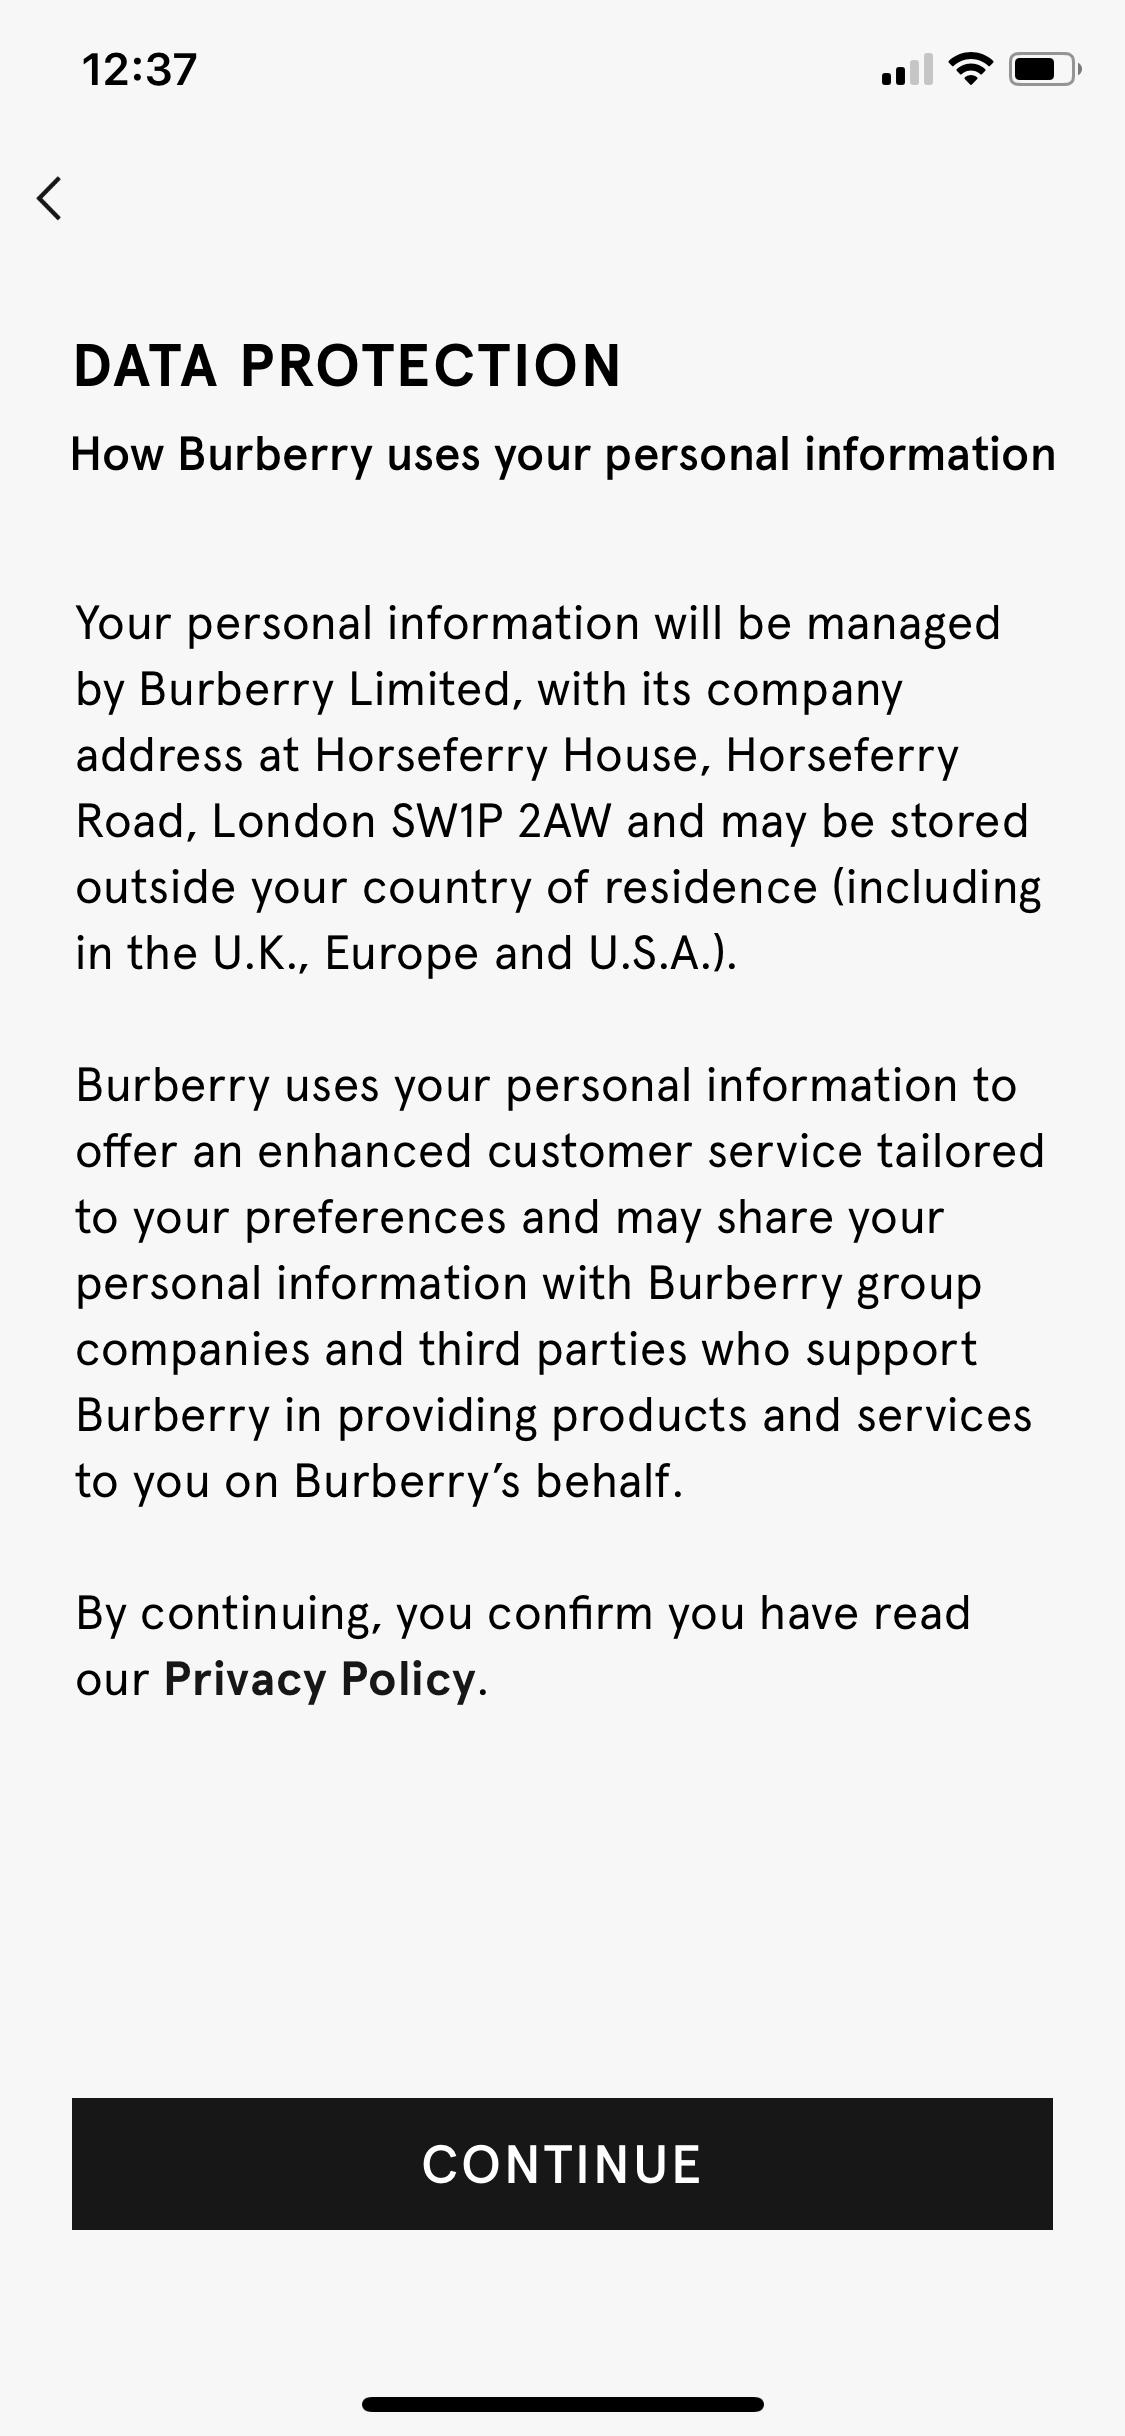 12:37
DATA PROTECTION
How Burberry uses your personal information
Your personal information will be managed
by Burberry Limited, with its company
address at Horseferry House, Horseferry
Road, London SW1P 2AW and may be stored
outside your country of residence (including
in the U.K., Europe and U.S.A.).
Burberry uses your personal information to
offer an enhanced customer service tailored
to your preferences and may share your
personal information with Burberry group
companies and third parties who support
Burberry in providing products and services
to you on Burberry’s behalf.
By continuing, you confirm you have read
our Privacy Policy.
CONTINUE